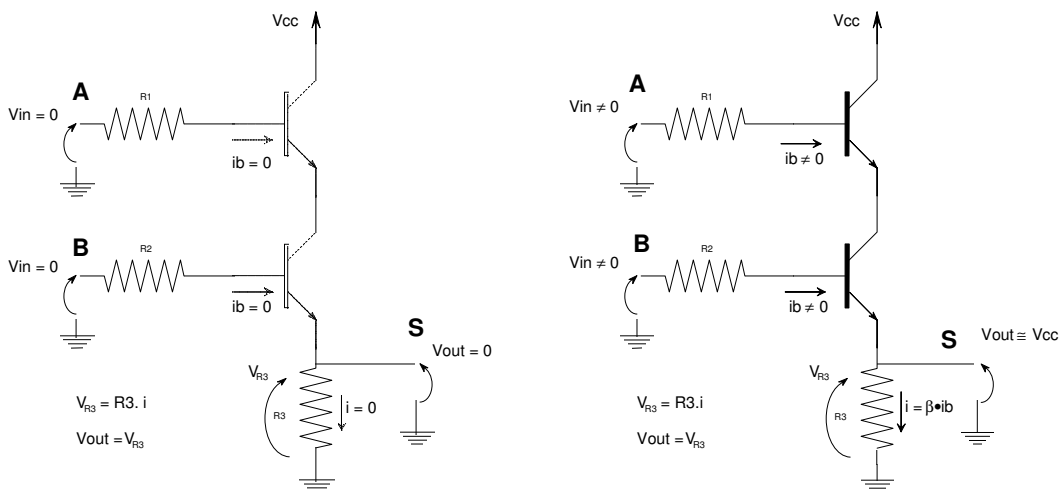 Vcc
A
R1
Vin = 0
ib = 0
B
R2
Vin = 0
ib = 0
S
Vout = 0
VR3
R3
i = 0
VR3 = R3. i
Vout = VR3
Vcc
A
R1
Vin ≠ 0
ib ≠ 0
B
R2
Vin ≠ 0
ib ≠ 0
S
Vout ≅ Vcc
VR3
R3
i = β•ib
VR3 = R3.i
Vout = VR3